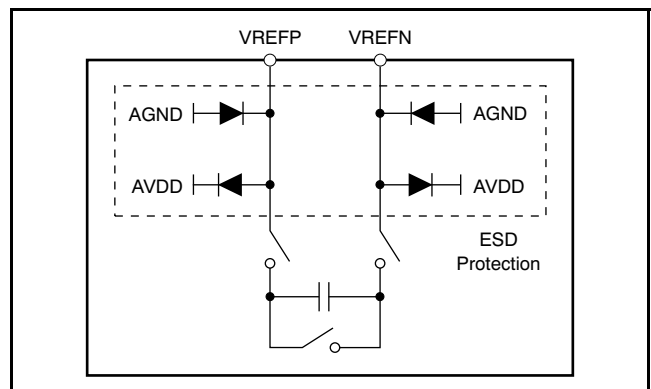 VREFP VREFN
AGND AGND
AVDD AVDD
ESD
Protection